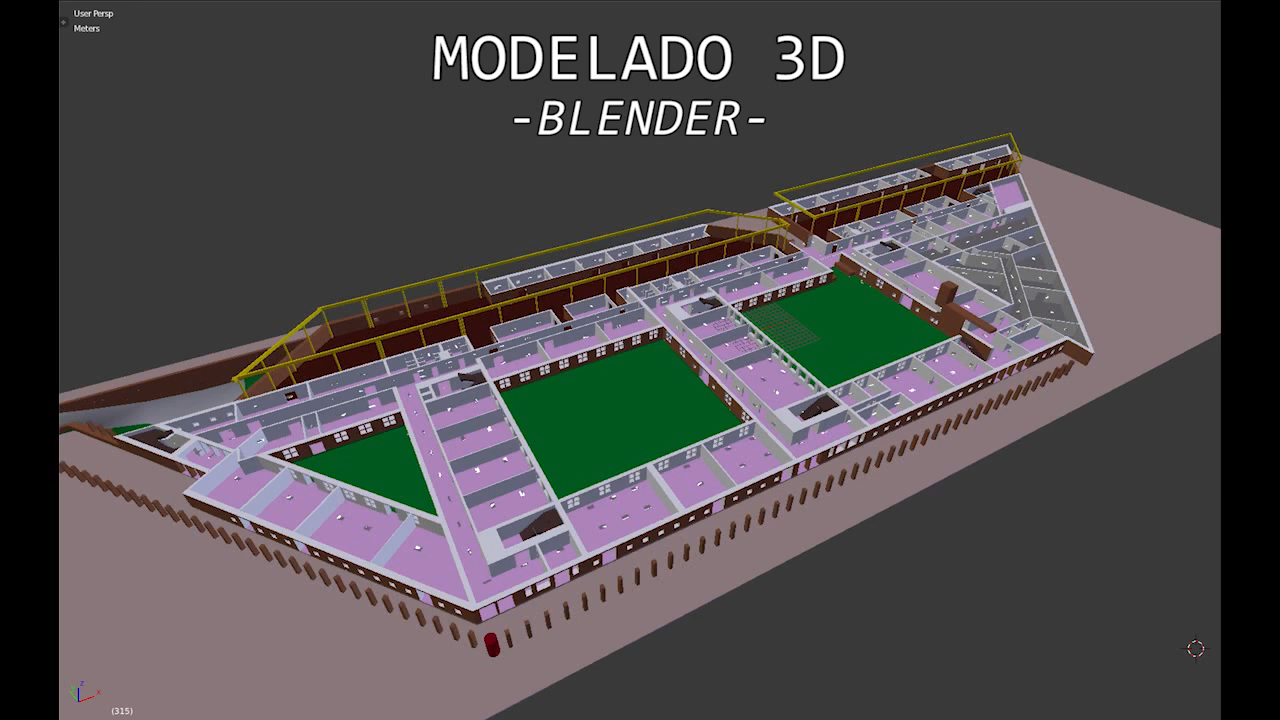 User Persp
Meters
MODELADO 3D
-BLENDER-
Z
X
(315)